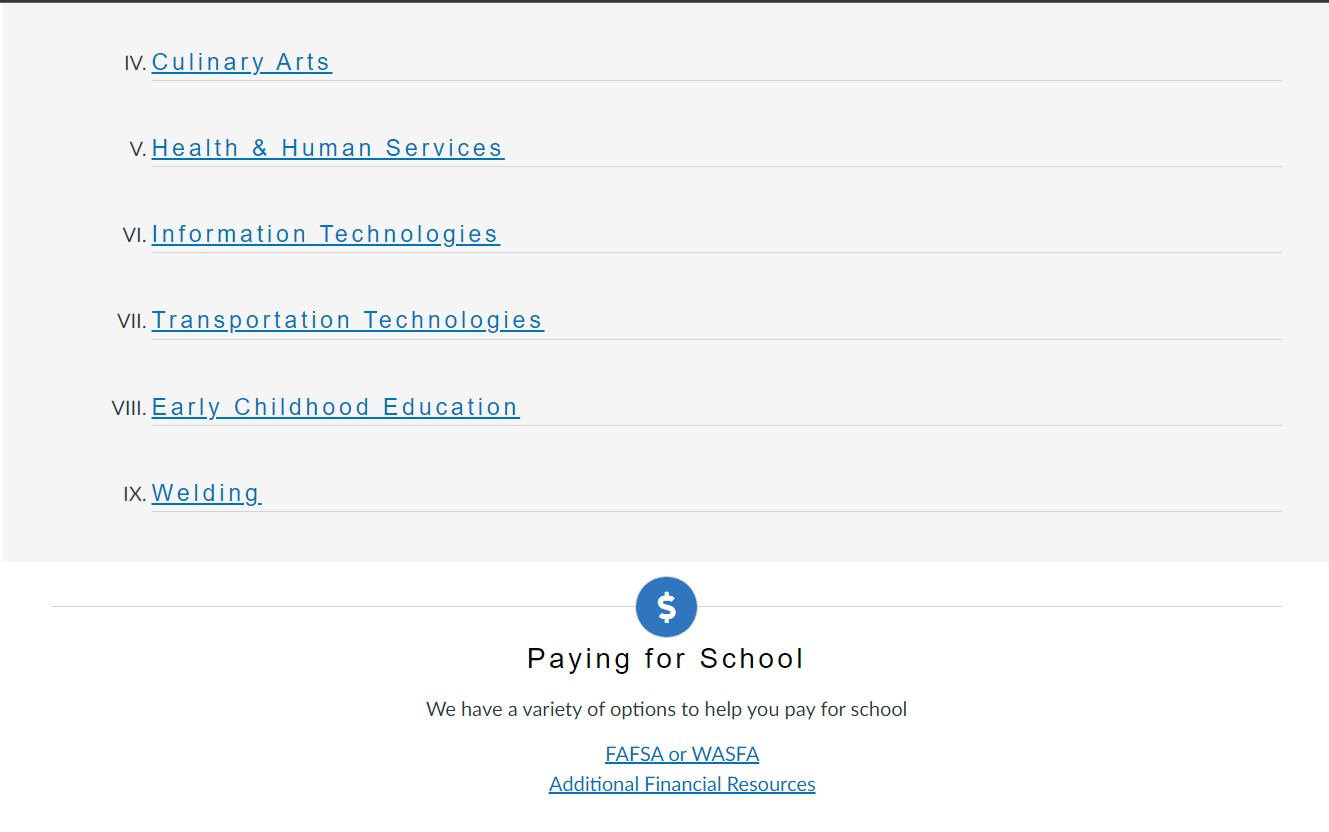 IV. Culinary Arts
V. Health & Human Services
VI. Information Technologies
VII. Transportation Technologies
VIII. Early Childhood Education
IX. Welding
$
Paying for School
We have a variety of options to help you pay for school
FAFSA or WASFA
Additional Financial Resources